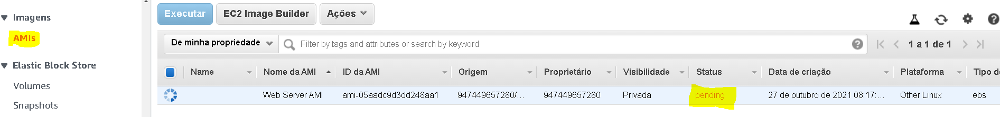 Imagens
AMIs
Elastic Block Store
Volumes
Snapshots
Executar EC2 Image Builder Ações
De minha propriedade Filter by tags and attributes or search by keyword 1 a 1 de 1
Name Nome da AMI ID da AMI Origem Proprietário Visibilidade Status Data de criação Plataforma Tipo de
Web Server AMI ami-05aadc9d3dd248aa1 947449657280/... 947449657280 Privada pending 27 de outubro de 2021 08:17:... Other Linux ebs